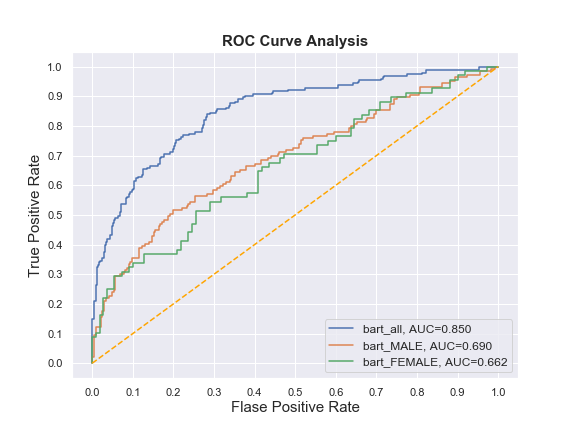 ROC Curve Analysis
True Positive Rate
1.0
0.9
0.8
0.7
0.6
0.5
0.4
0.3
0.2
0.1
0.0
bart_all, AUC=0.850
bart_MALE, AUC=0.690
bart_FEMALE, AUC=0.662
0.0 0.1 0.2 0.3 0.4 0.5 0.6 0.7 0.8 0.9 1.0
Flase Positive Rate